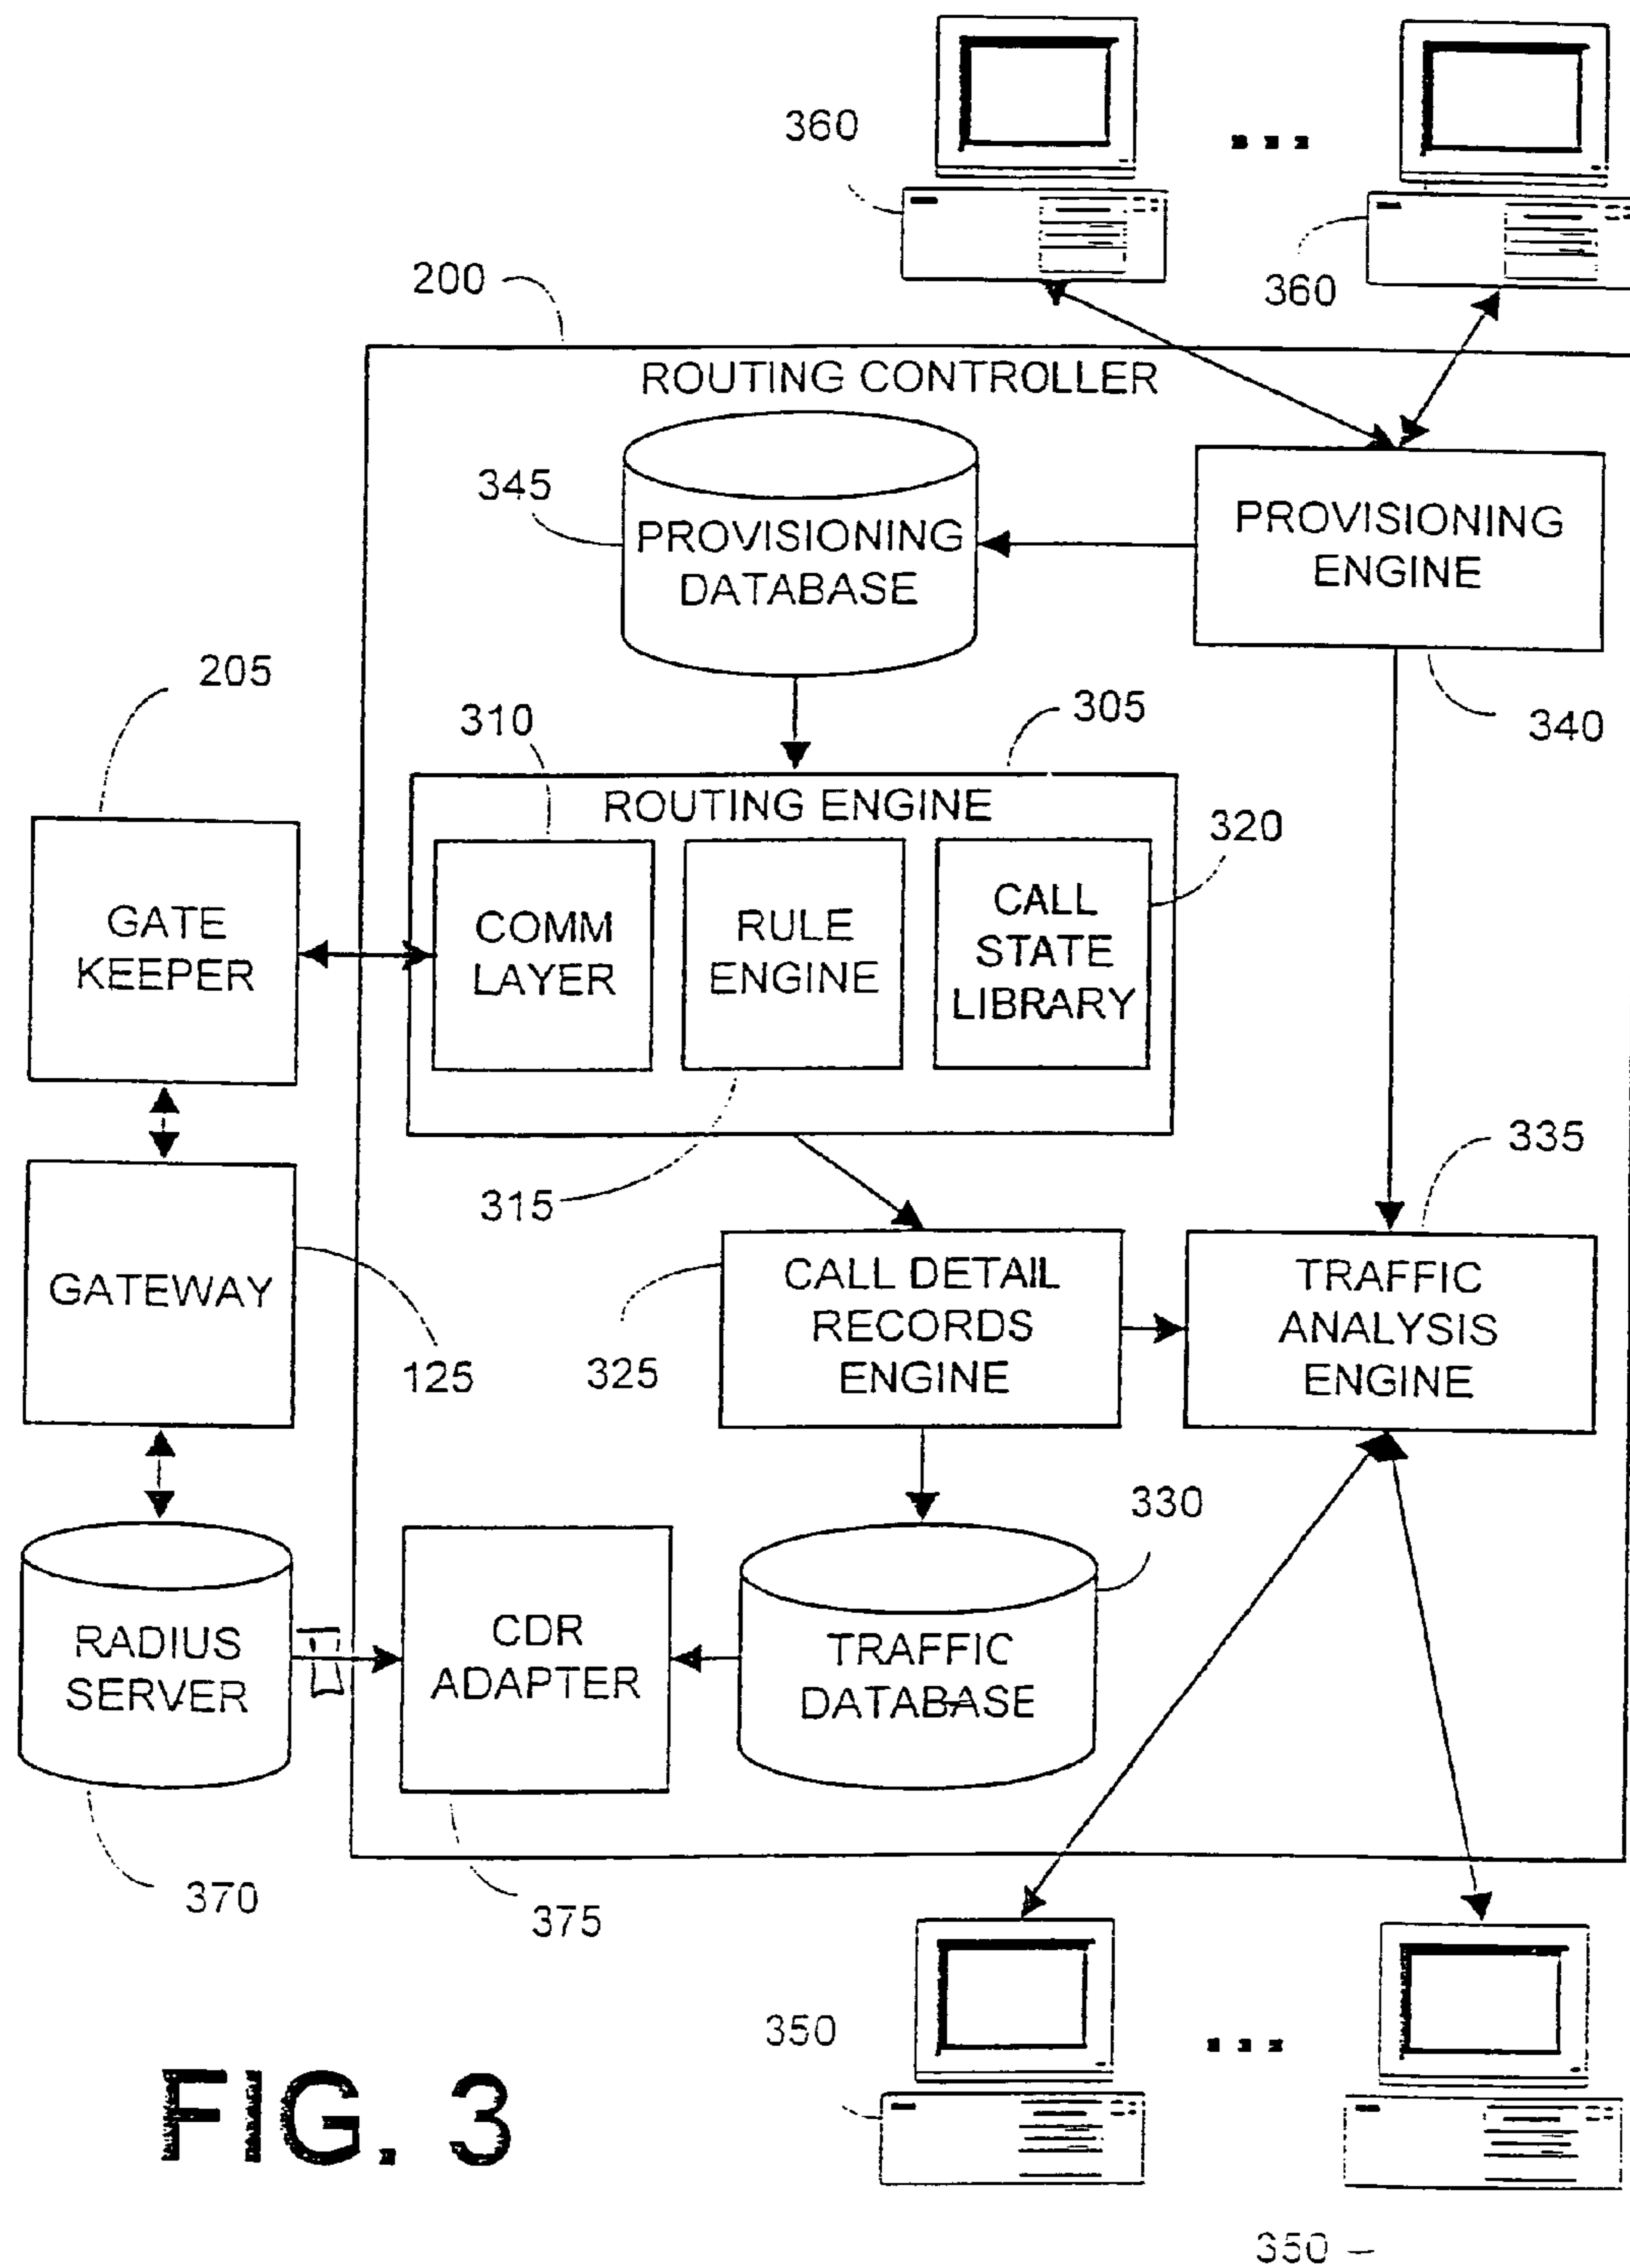 360
360
200
ROUTING CONTROLLER
345
PROVISIONING
DATABASE
PROVISIONING
ENGINE
205
310
305
340
ROUTING ENGINE
320
GATE
KEEPER
COMM
LAYER
RULE
ENGINE
CALL
STATE
LIBRARY
315
335
GATEWAY
125
325
CALL DETAIL
RECORDS
ENGINE
TRAFFIC
ANALYSIS
ENGINE
330
RADIUS
SERVER
CDR
ADAPTER
TRAFFIC
DATABASE
370
375
350
FIG. 3
350